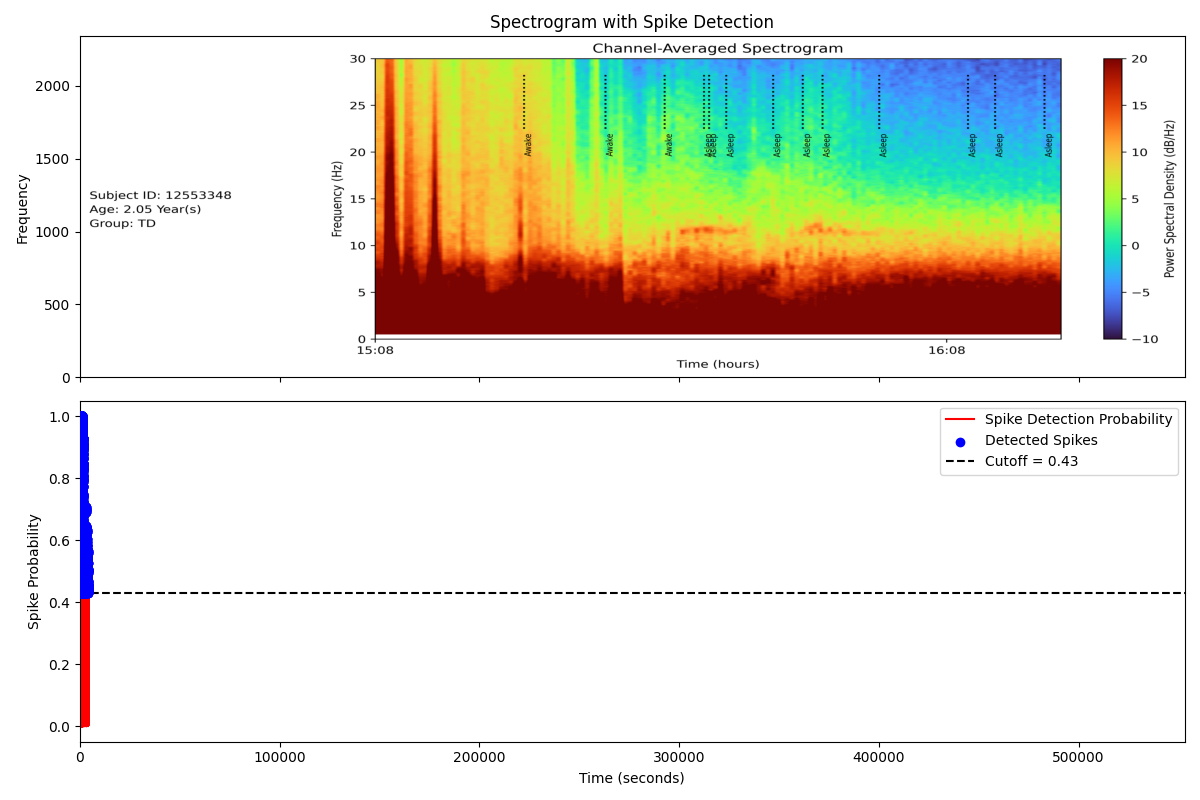 Spectrogram with Spike Detection
Channel-Averaged Spectrogram
Frequency
2000
1500
1000
500
0
Subject ID: 12553348
Age: 2.05 Year(s)
Group: TD
Frequency (Hz)
30
25
20
15
10
5
0
Awake
Awake
Awake
Asleep
Asleep
Asleep
Asleep
Asleep
Asleep
Asleep
Asleep
Asleep
Asleep
15:08
16:08
Time (hours)
20
15
10
5
0
−5
−10
Power Spectral Density (dB/Hz)
Spike Probability
1.0
0.8
0.6
0.4
0.2
0.0
Spike Detection Probability
Detected Spikes
Cutoff = 0.43
0
100000
200000
300000
400000
500000
Time (seconds)